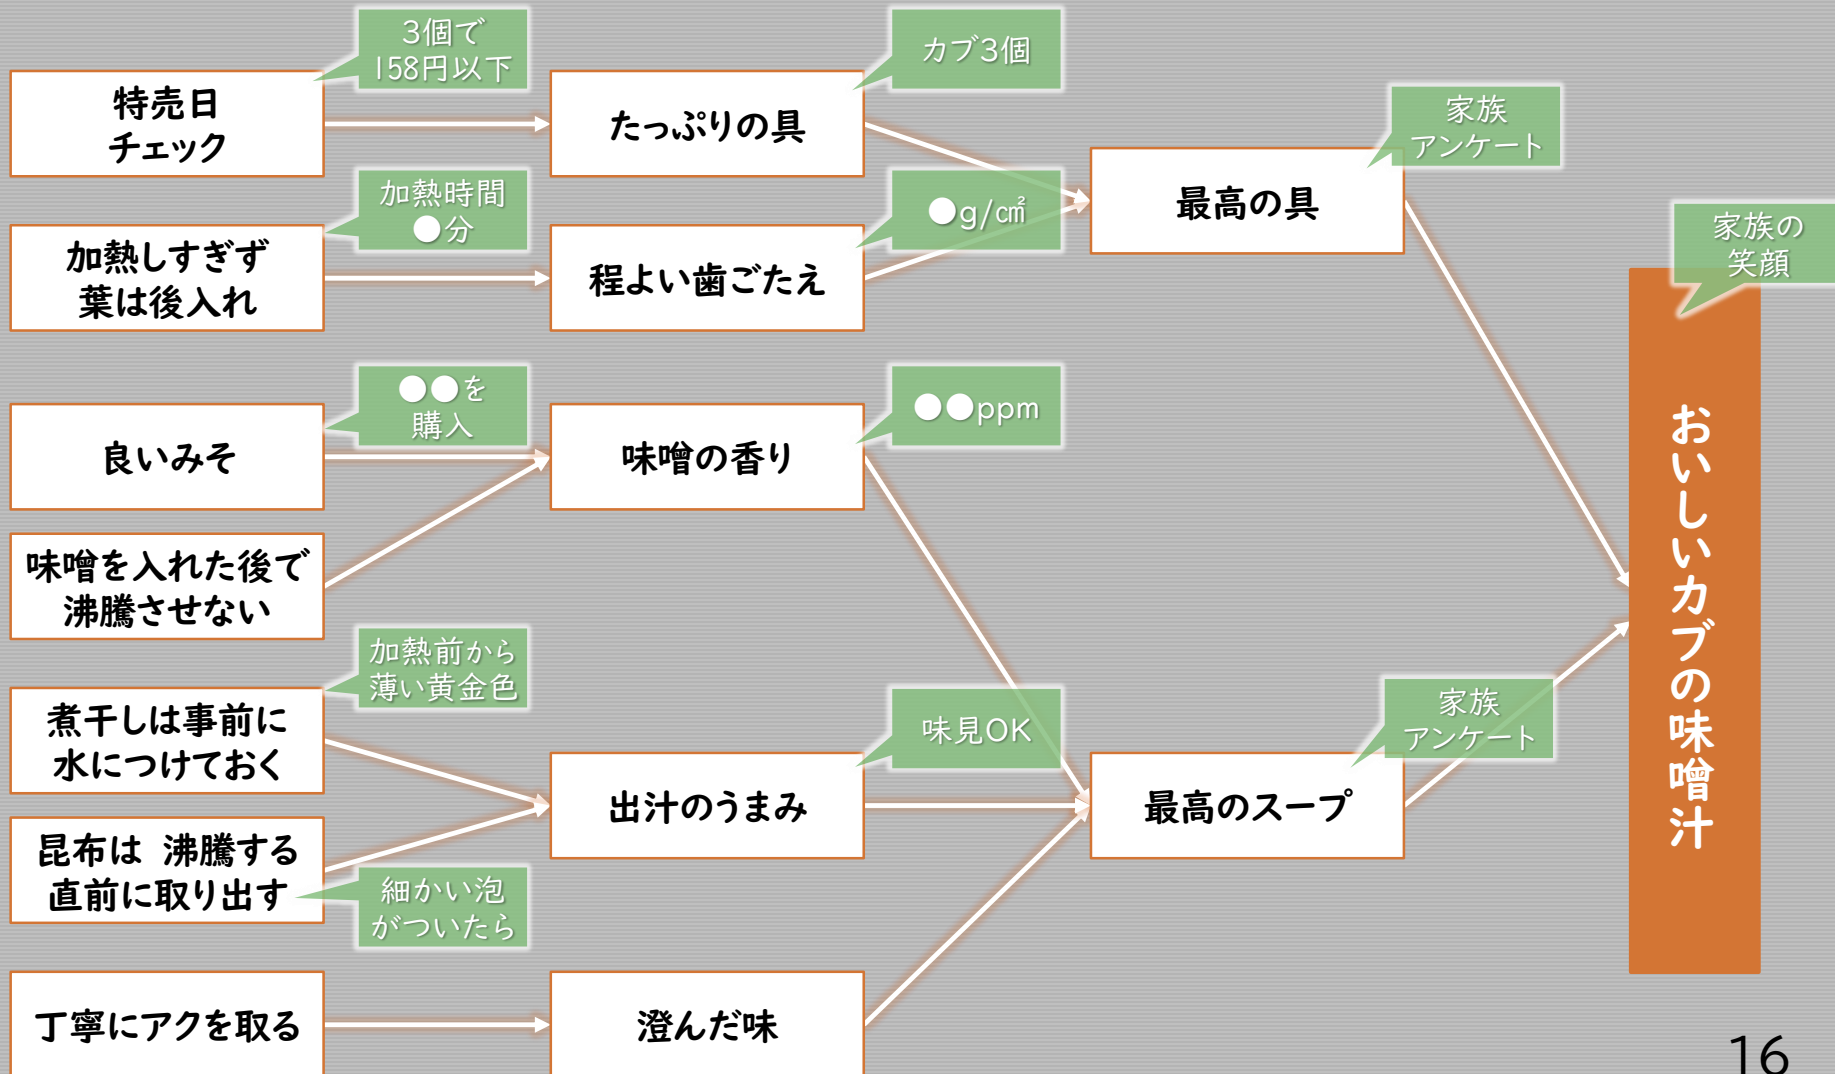 3個で
158円以下
特売日
チェック
カブ3個
たっぷりの具
家族
アンケート
最高の具
加熱時間
●分
加熱しすぎず
葉は後入れ
●g/c㎡
程よい歯ごたえ
家族の
笑顔
おいしいカブの味噌汁
●●を
購入
良いみそ
●●ppm
味噌の香り
味噌を入れた後で
沸騰させない
加熱前から
薄い黄金色
煮干しは事前に
水につけておく
味見OK
出汁のうまみ
家族
アンケート
最高のスープ
昆布は 沸騰する
直前に取り出す
細かい泡
がついたら
丁寧にアクを取る
澄んだ味
16